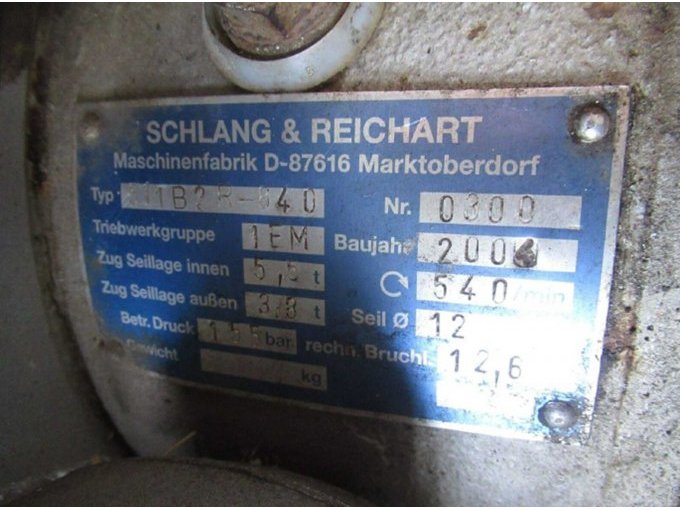 SCHLANG & REICHART
Maschinenfabrik D-87616 Marktoberdorf
Typ
Nr. 0300
Triebwerkgruppe 1EM
Baujahr
Zug Seillage innen 5,5 t
540/min
Zug Seillage außen 3,8 t
Seil Ø 12
Betr. Druck bar
rechn. Bruchl. 12,6
Gewicht kg